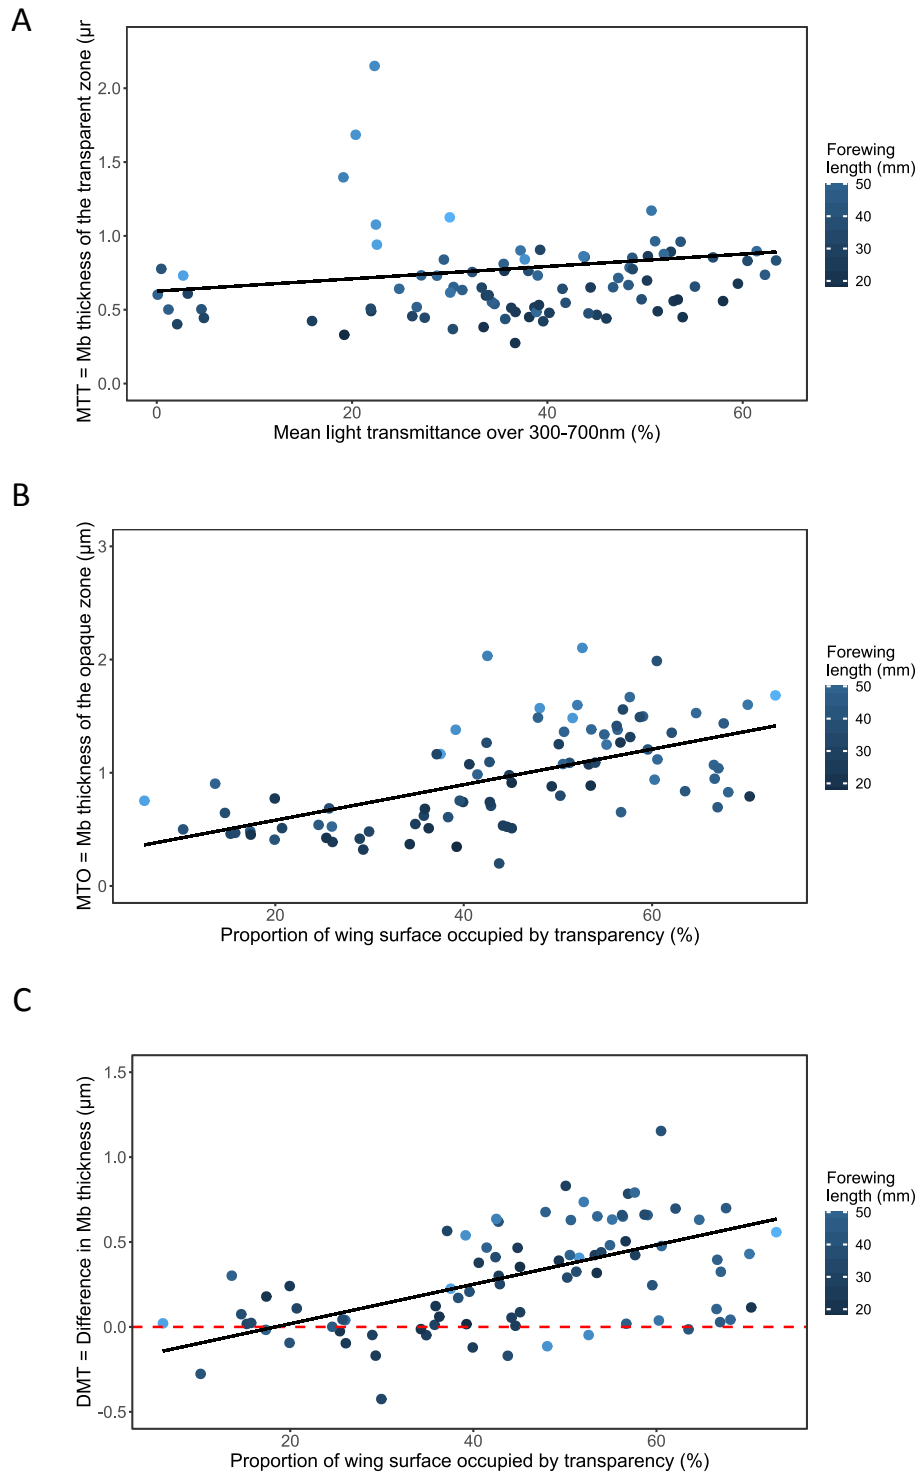 A
MTT = Mb thickness of the transparent zone (µr
2.0
1.5
1.0
0.5
0.0
0
20
40
60
Mean light transmittance over 300-700nm (%)
Forewing
length (mm)
50
40
30
20
B
MTO = Mb thickness of the opaque zone (µm)
3
2
1
0
20
40
60
Proportion of wing surface occupied by transparency (%)
Forewing
length (mm)
50
40
30
20
C
DMT = Difference in Mb thickness (µm)
1.5
1.0
0.5
0.0
-0.5
20
40
60
Proportion of wing surface occupied by transparency (%)
Forewing
length (mm)
50
40
30
20